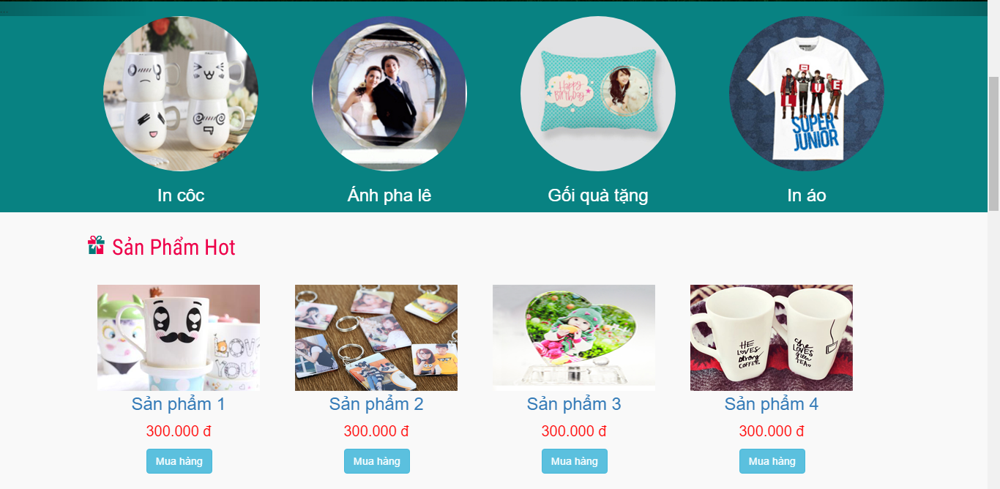 ...
Happy
Birthday
SUPER
JUNIOR
In cốc
Ảnh pha lê
Gối quà tặng
In áo
Sản Phẩm Hot
LOVE
YOU
HE
LOVES
strong
COFFEE
She
LOVES
green
TEA
Sản phẩm 1
Sản phẩm 2
Sản phẩm 3
Sản phẩm 4
300.000 đ
300.000 đ
300.000 đ
300.000 đ
Mua hàng
Mua hàng
Mua hàng
Mua hàng